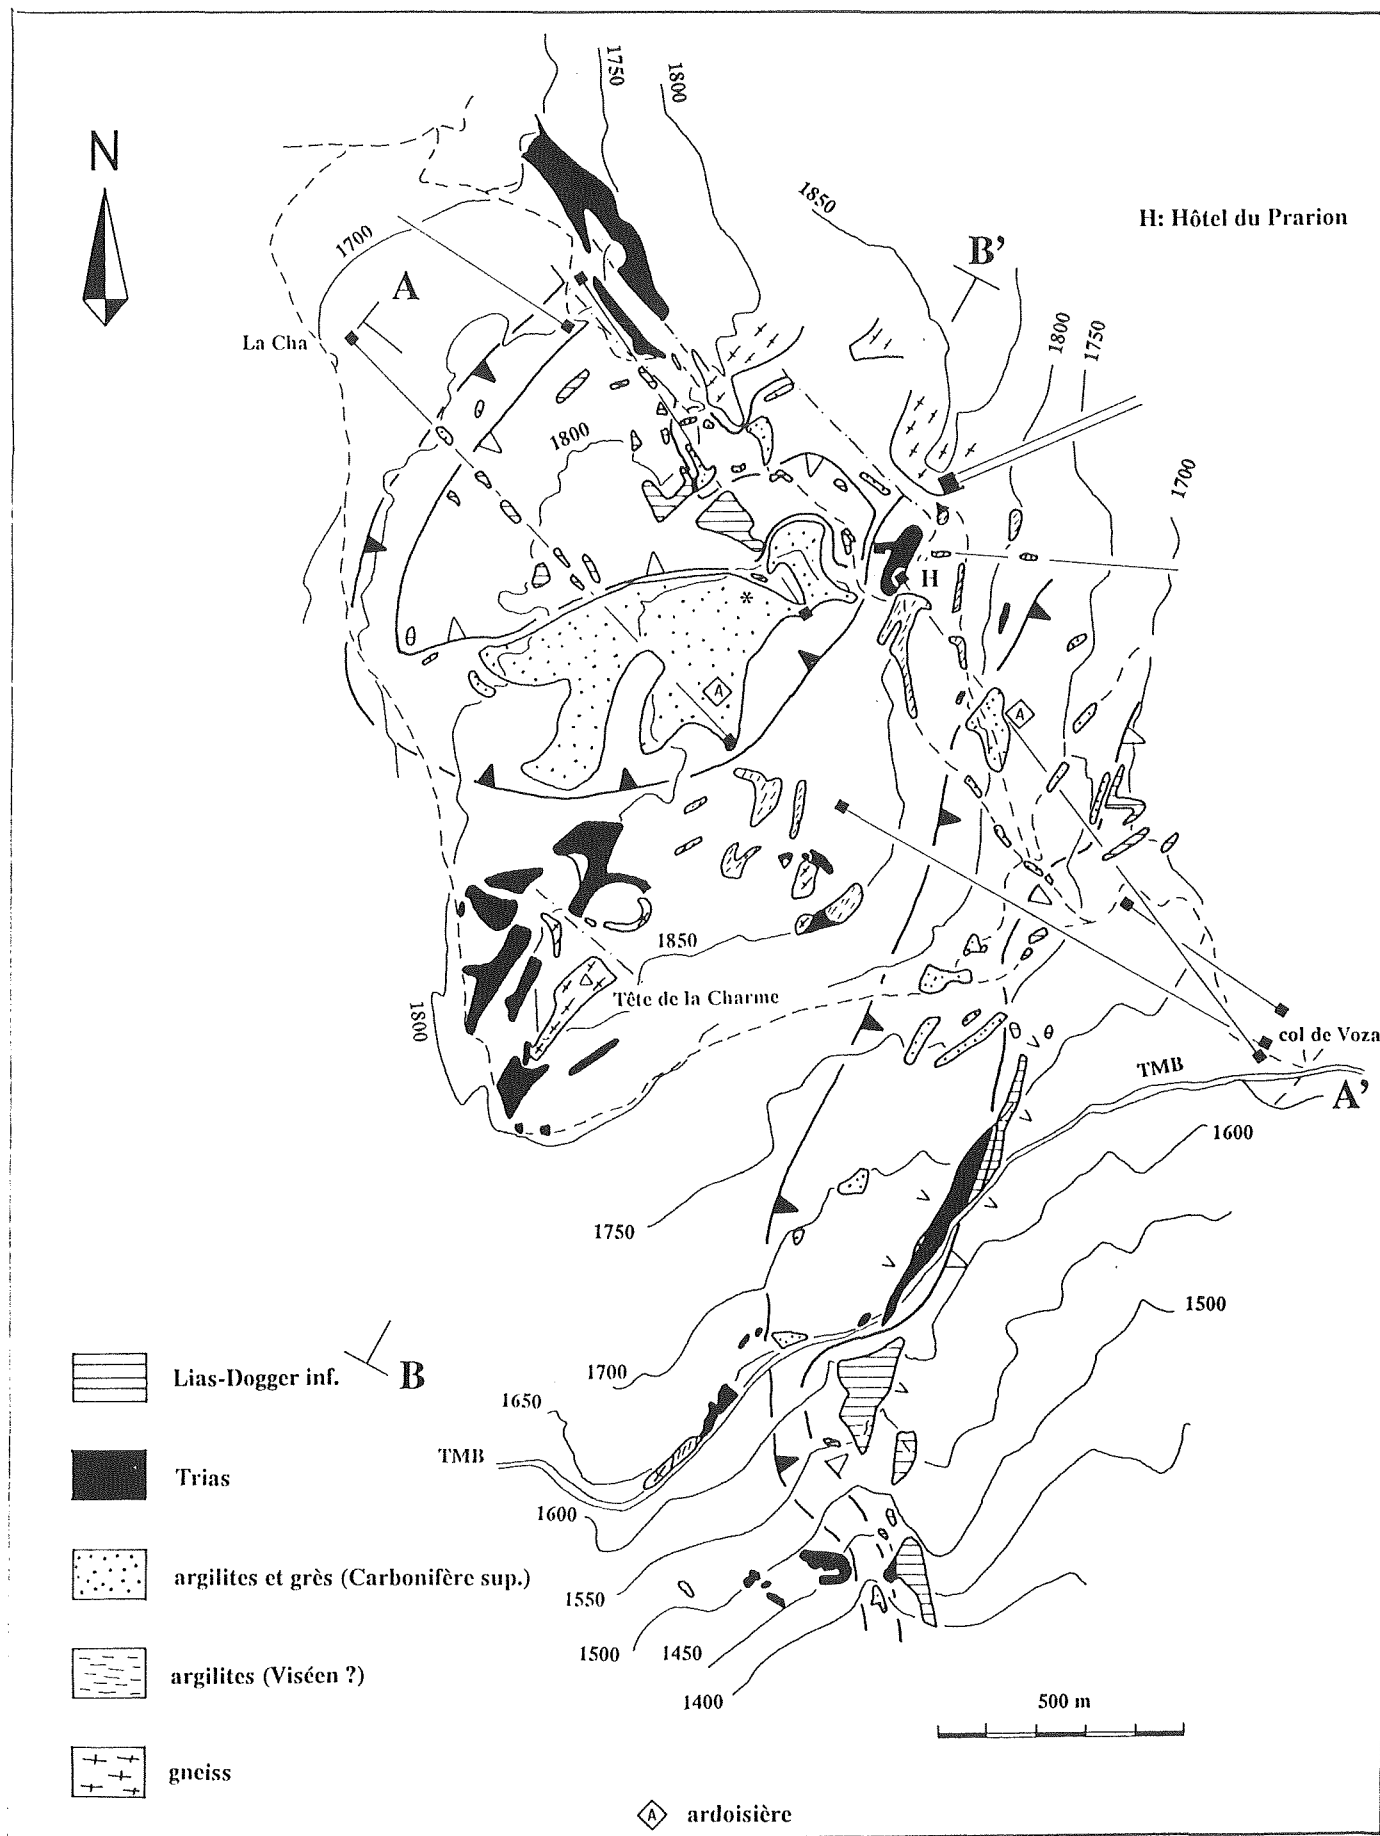 1750
1800
N
1850
H: Hôtel du Prarion
1700
B'
A
La Cha
1800
1750
1800
1700
*
H
A
A
1850
Tête de la Charme
1800
col de Voza
TMB
A'
1600
1750
1500
Lias-Dogger inf.
B
1700
1650
TMB
Trias
1600
argilites et grès (Carbonifère sup.)
1550
1500
1450
argilites (Viséen ?)
1400
500 m
gneiss
A ardoisière